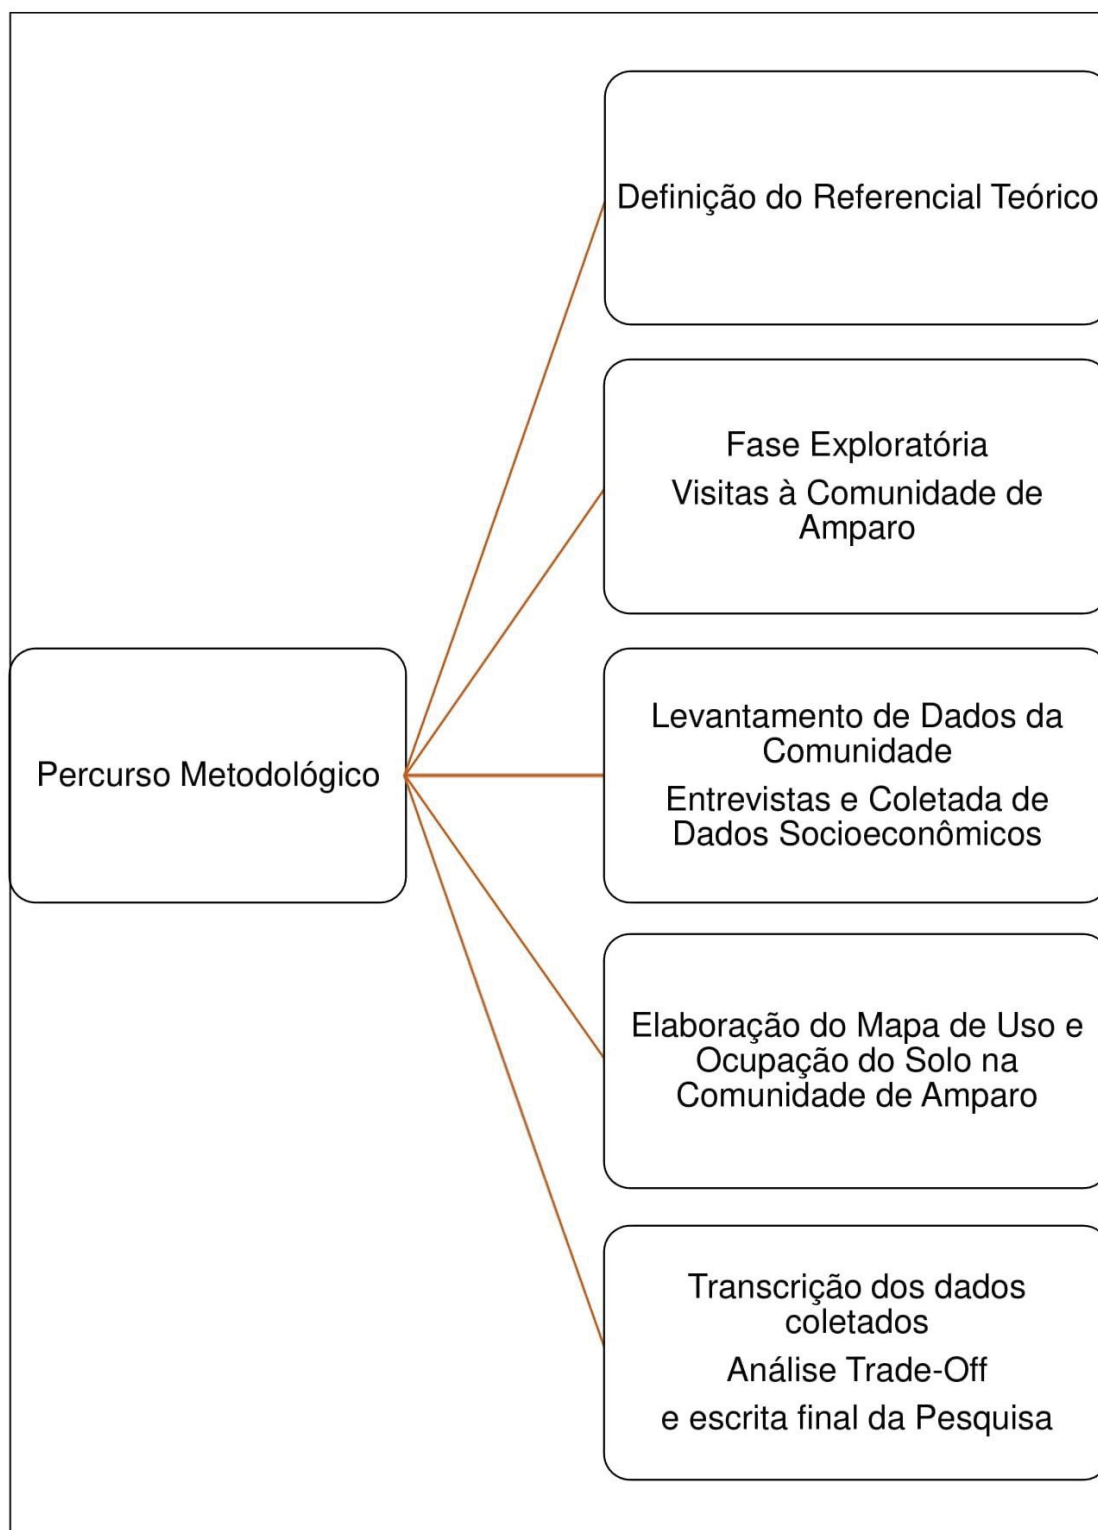 Definição do Referencial Teórico
Fase Exploratória
Visitas à Comunidade de
Amparo
Percurso Metodológico
Levantamento de Dados da
Comunidade
Entrevistas e Coletada de
Dados Socioeconômicos
Elaboração do Mapa de Uso e
Ocupação do Solo na
Comunidade de Amparo
Transcrição dos dados
coletados
Análise Trade-Off
e escrita final da Pesquisa